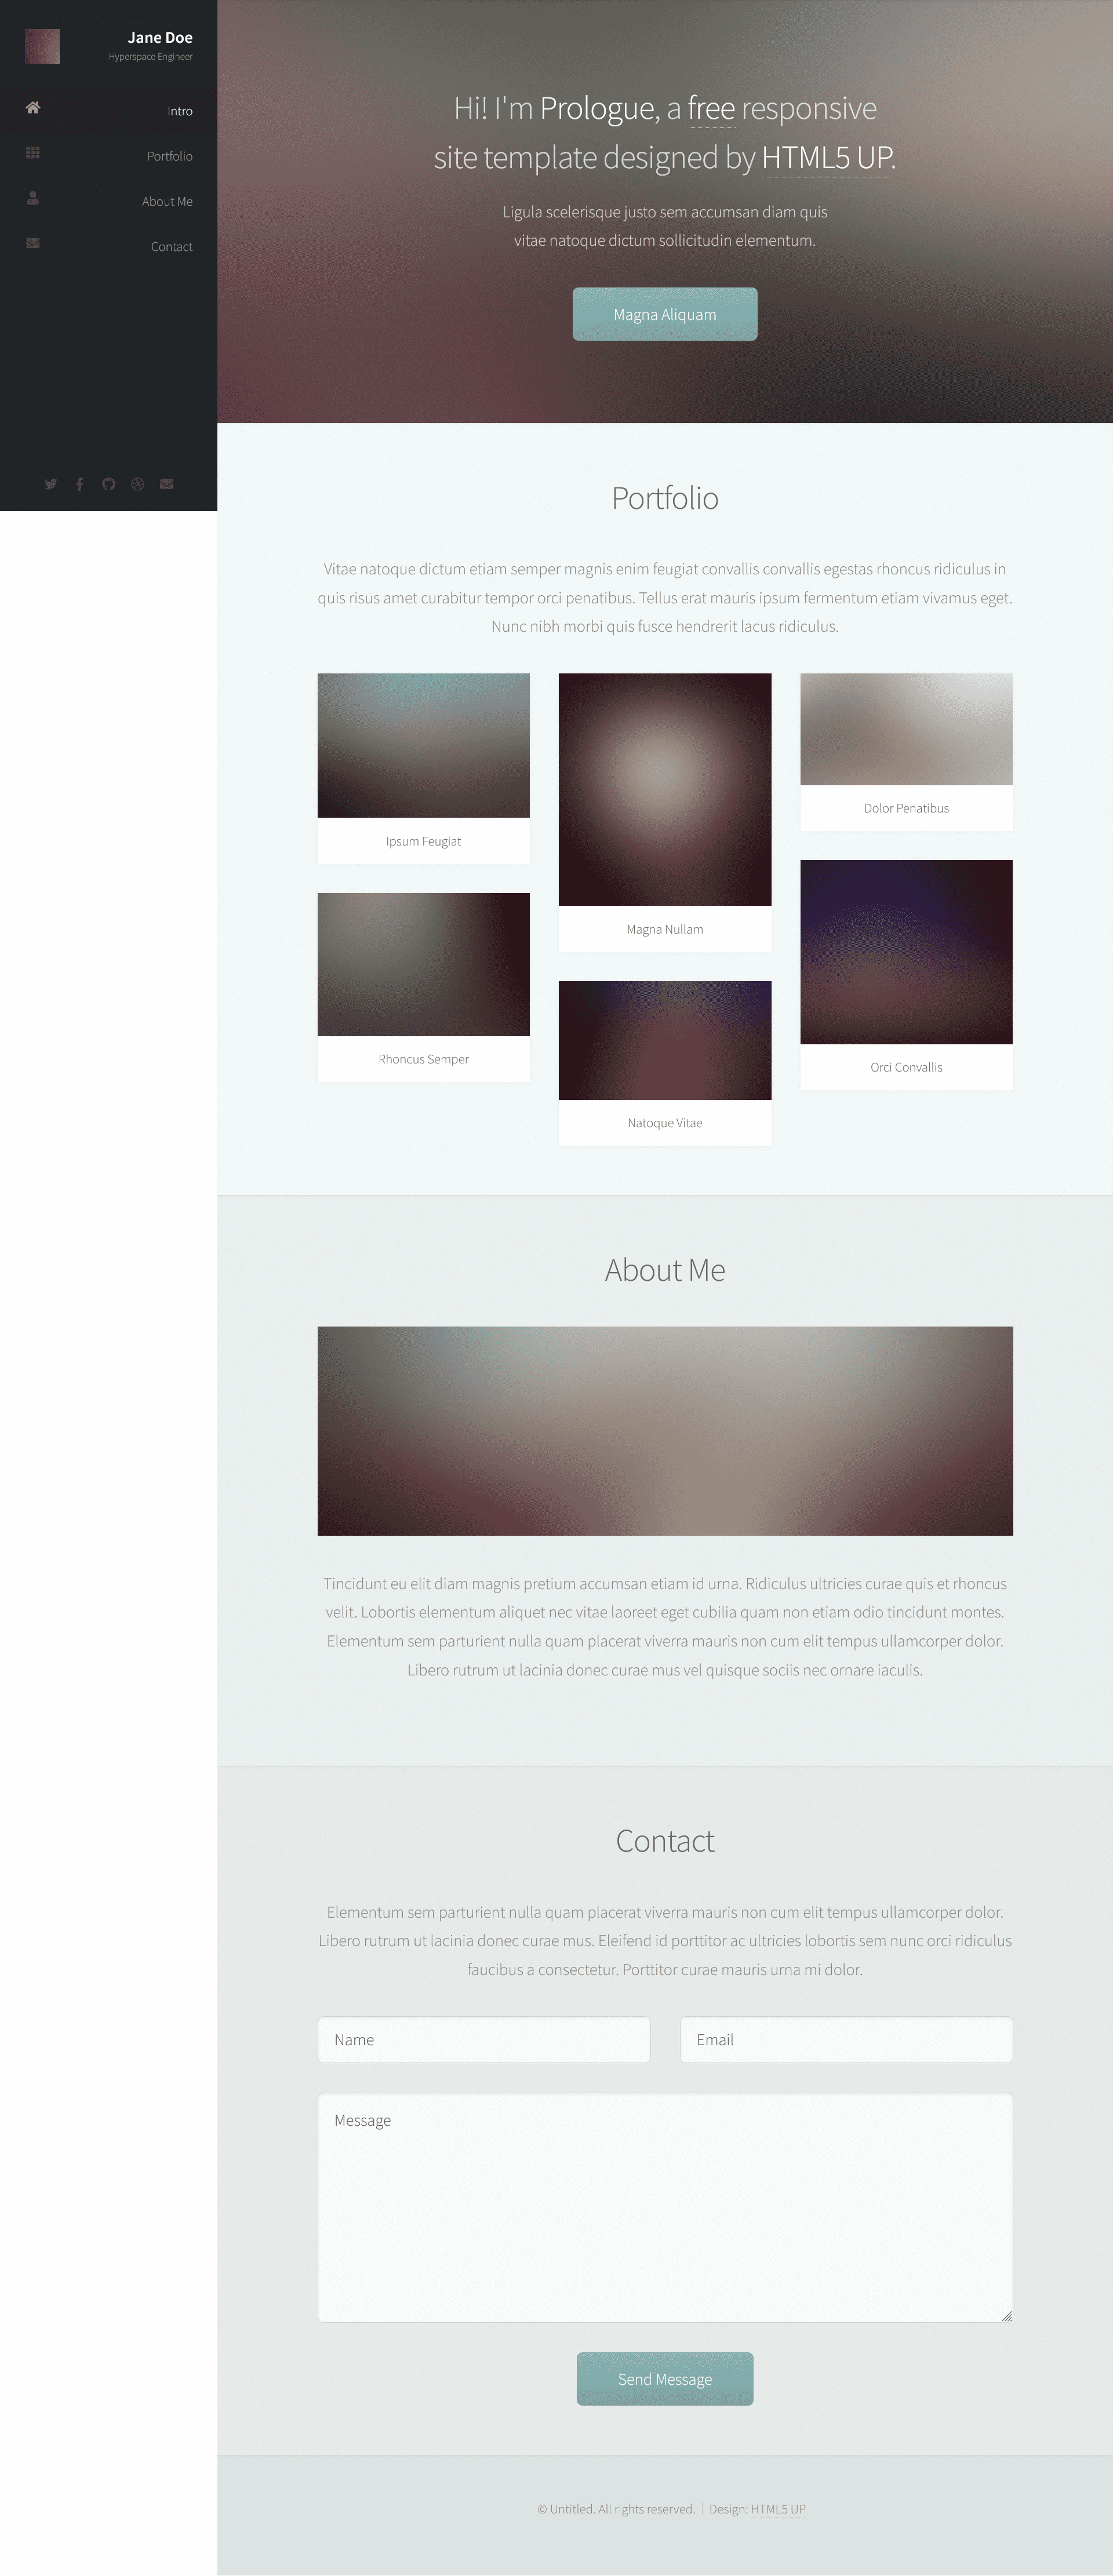 Jane Doe
Hyperspace Engineer
Intro
Portfolio
About Me
Contact
Hi! I'm Prologue, a free responsive
site template designed by HTML5 UP.
Ligula scelerisque justo sem accumsan diam quis
vitae natoque dictum sollicitudin elementum.
Magna Aliquam
Portfolio
Vitae natoque dictum etiam semper magnis enim feugiat convallis convallis egestas rhoncus ridiculus in
quis risus amet curabitur tempor orci penatibus. Tellus erat mauris ipsum fermentum etiam vivamus eget.
Nunc nibh morbi quis fusce hendrerit lacus ridiculus.
Ipsum Feugiat
Rhoncus Semper
Magna Nullam
Natoque Vitae
Dolor Penatibus
Orci Convallis
About Me
Tincidunt eu elit diam magnis pretium accumsan etiam id urna. Ridiculus ultricies curae quis et rhoncus
velit. Lobortis elementum aliquet nec vitae laoreet eget cubilia quam non etiam odio tincidunt montes.
Elementum sem parturient nulla quam placerat viverra mauris non cum elit tempus ullamcorper dolor.
Libero rutrum ut lacinia donec curae mus vel quisque sociis nec ornare iaculis.
Contact
Elementum sem parturient nulla quam placerat viverra mauris non cum elit tempus ullamcorper dolor.
Libero rutrum ut lacinia donec curae mus. Eleifend id porttitor ac ultricies lobortis sem nunc orci ridiculus
faucibus a consectetur. Porttitor curae mauris urna mi dolor.
Name
Email
Message
Send Message
© Untitled. All rights reserved. | Design: HTML5 UP